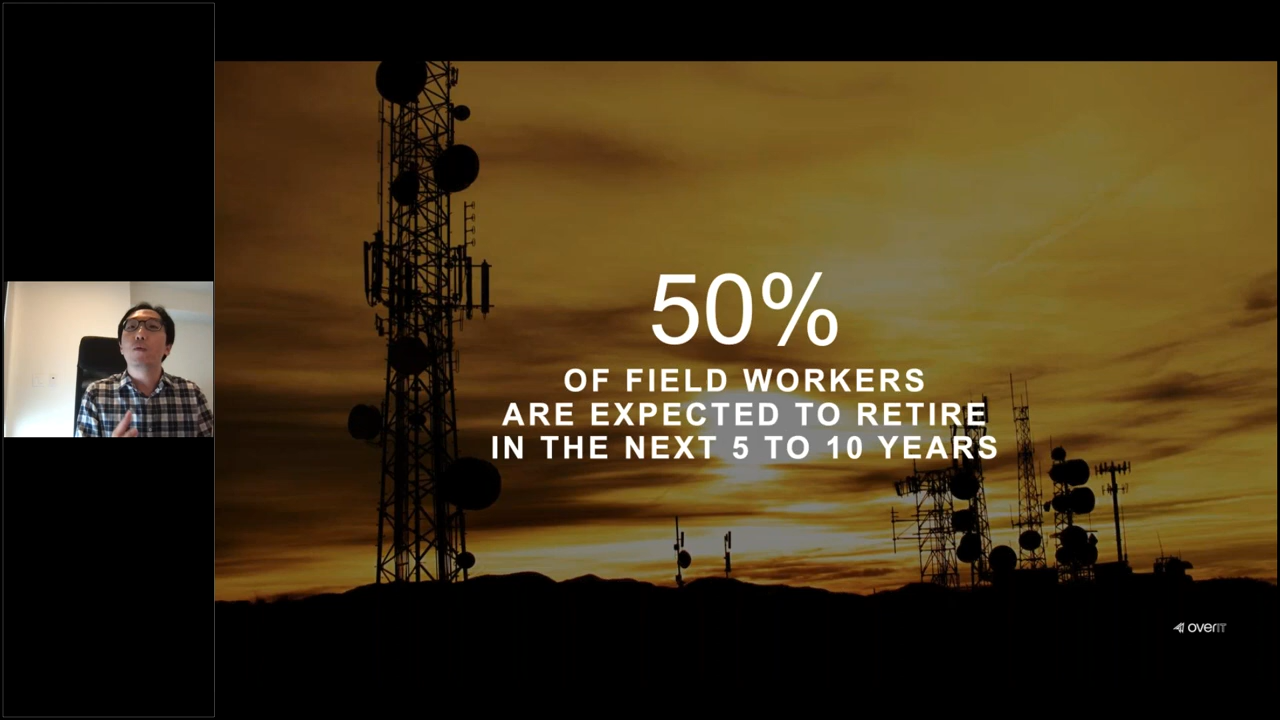 50%
OF FIELD WORKERS
ARE EXPECTED TO RETIRE
IN THE NEXT 5 TO 10 YEARS
overIT